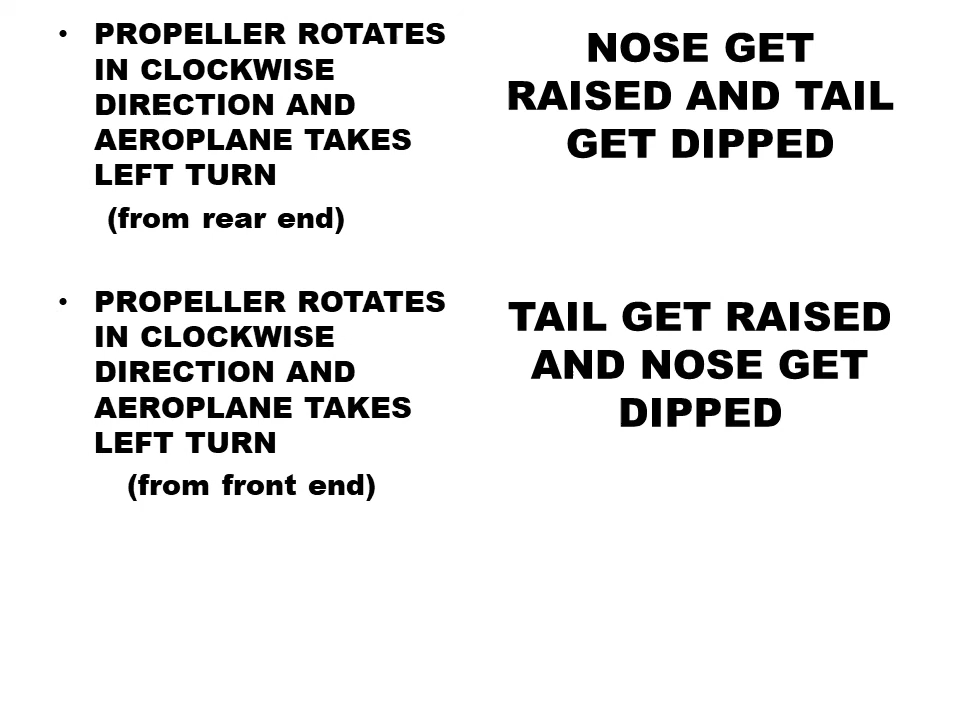 • PROPELLER ROTATES
IN CLOCKWISE
DIRECTION AND
AEROPLANE TAKES
LEFT TURN
(from rear end)
NOSE GET
RAISED AND TAIL
GET DIPPED
• PROPELLER ROTATES
IN CLOCKWISE
DIRECTION AND
AEROPLANE TAKES
LEFT TURN
(from front end)
TAIL GET RAISED
AND NOSE GET
DIPPED